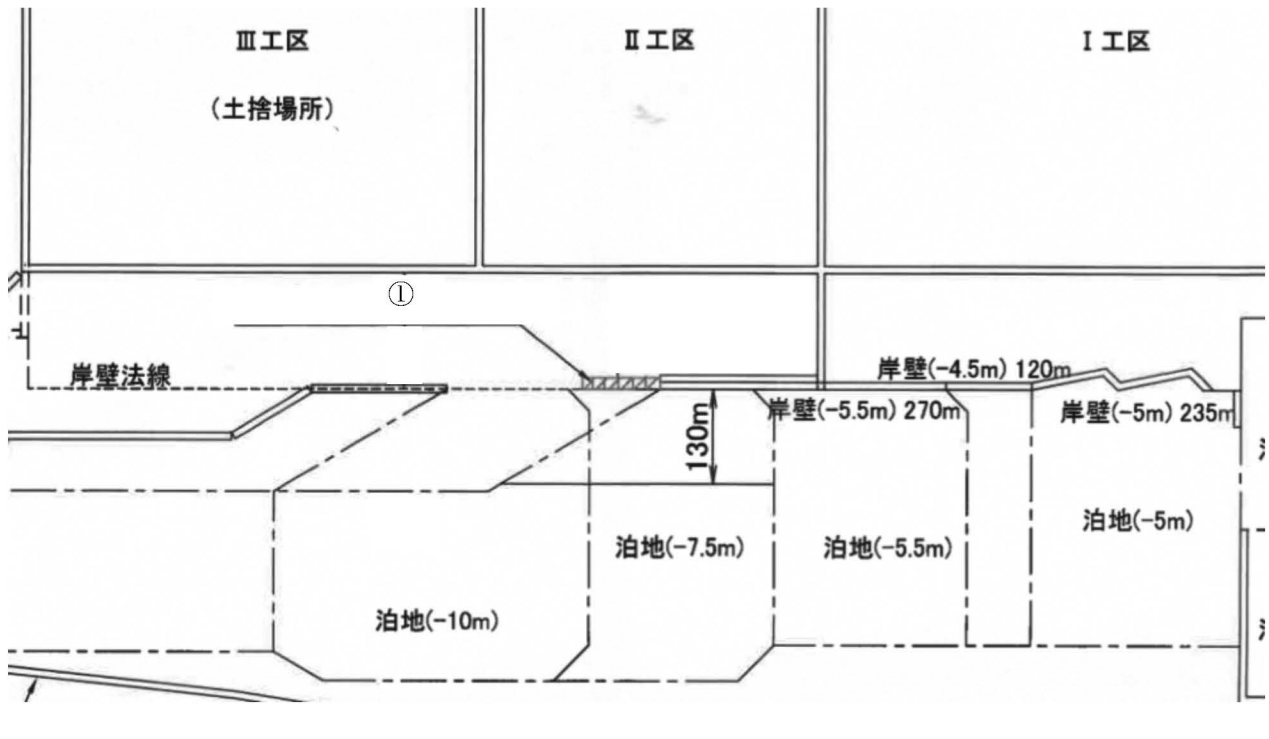 Ⅲ工区
Ⅱ工区
Ⅰ工区
(土捨場所)
①
岸壁法線
岸壁(-4.5m) 120m
岸壁(-5.5m) 270m
岸壁(-5m) 235m
130m
泊地(-5m)
泊地(-7.5m)
泊地(-5.5m)
泊地(-10m)